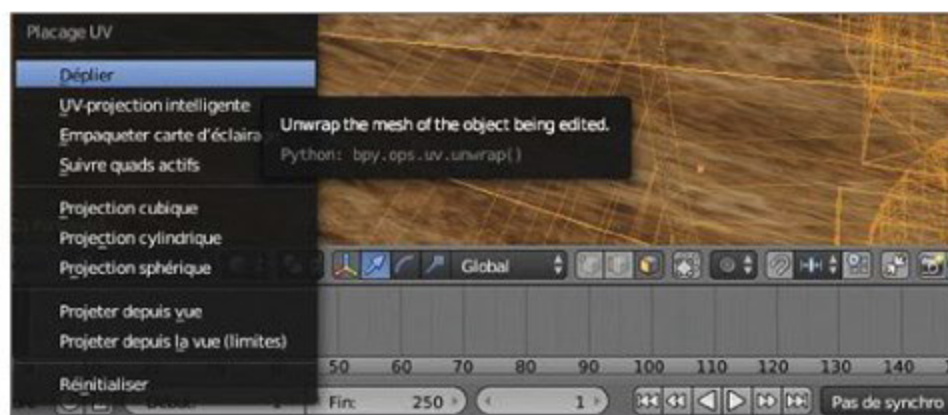 Placage UV
Déplier
UV-projection intelligente
Empaqueter carte d'éclaira
Suivre quads actifs
Unwrap the mesh of the object being edited.
Python: bpy.ops.uv.unwrap()
Projection cubique
Projection cylindrique
Projection sphérique
Global
Projeter depuis vue
Projeter depuis la vue (limites)
50 60 70 80 90 100 110 120 130 140
Réinitialiser
Fin: 250 1 Pas de synchro